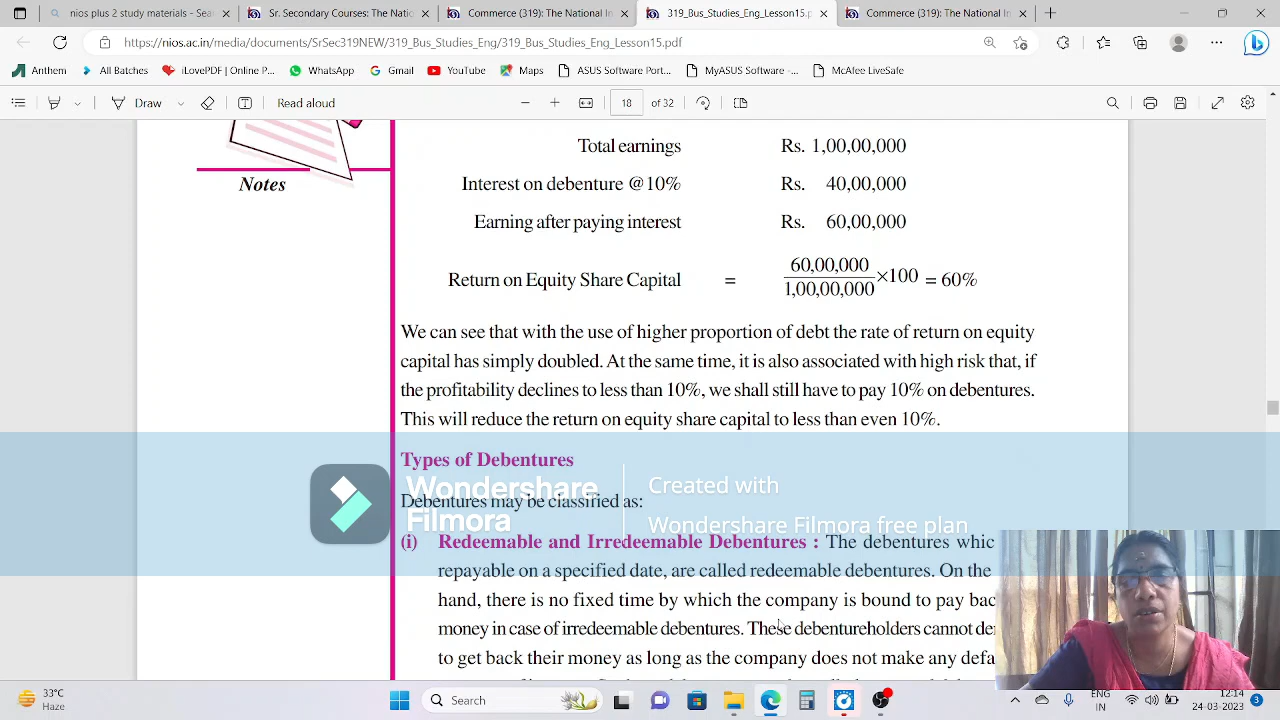 nios plus 2 study materials - Sea
Sr. Secondary Courses: The Nati
Commerce (319): The National In
319_Bus_Studies_Eng_Lesson15.p
Commerce (319): The National In
https://nios.ac.in/media/documents/SrSec319NEW/319_Bus_Studies_Eng/319_Bus_Studies_Eng_Lesson15.pdf
Anthem
All Batches
iLovePDF | Online P...
WhatsApp
Gmail
YouTube
Maps
ASUS Software Port...
MyASUS Software -...
McAfee LiveSafe
Draw
Read aloud
18 of 32
Notes
Total earnings Rs. 1,00,00,000
Interest on debenture @10% Rs. 40,00,000
Earning after paying interest Rs. 60,00,000
Return on Equity Share Capital = 60,00,000 / 1,00,00,000 ×100 = 60%
We can see that with the use of higher proportion of debt the rate of return on equity
capital has simply doubled. At the same time, it is also associated with high risk that, if
the profitability declines to less than 10%, we shall still have to pay 10% on debentures.
This will reduce the return on equity share capital to less than even 10%.
Types of Debentures
Debentures may be classified as:
Wondershare
Filmora
Created with
Wondershare Filmora free plan
(i) Redeemable and Irredeemable Debentures : The debentures whic
repayable on a specified date, are called redeemable debentures. On the
hand, there is no fixed time by which the company is bound to pay bac
money in case of irredeemable debentures. These debentureholders cannot de
to get back their money as long as the company does not make any defa
33°C
Haze
Search
ENG
IN
12:14
24-03-2023
3